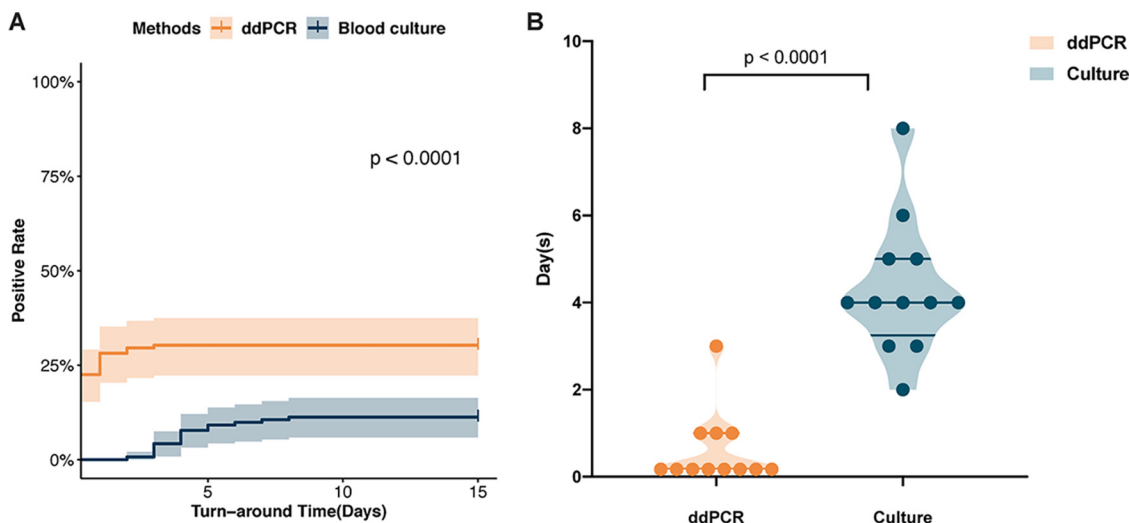 A
Methods ddPCR Blood culture
100%
75%
50%
25%
0%
Positive Rate
p < 0.0001
5 10 15
Turn–around Time(Days)
B
ddPCR
Culture
p < 0.0001
10
8
6
4
2
0
Day(s)
ddPCR Culture